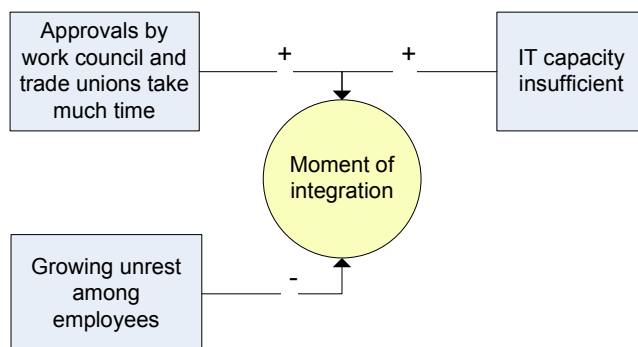 Approvals by
work council and
trade unions take
much time
+
+
IT capacity
insufficient
Moment of
integration
Growing unrest
among
employees
-